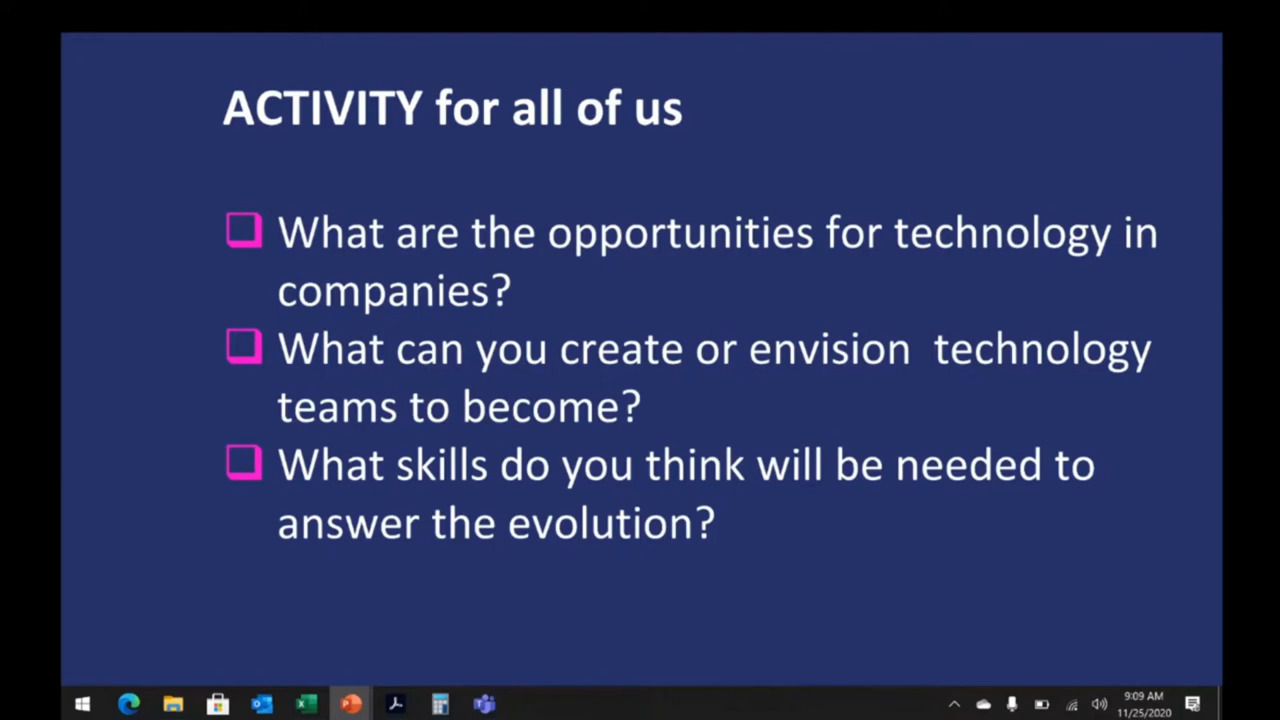 ACTIVITY for all of us
What are the opportunities for technology in
companies?
What can you create or envision  technology
teams to become?
What skills do you think will be needed to
answer the evolution?
9:09 AM
11/25/2020